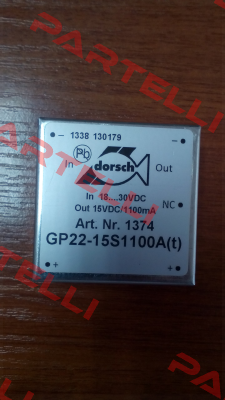 PARTELLI
1338 130179
Pb
In dorsch Out
In 18....30VDC
Out 15VDC/1100mA
NC
Art. Nr. 1374
GP22-15S1100A(t)